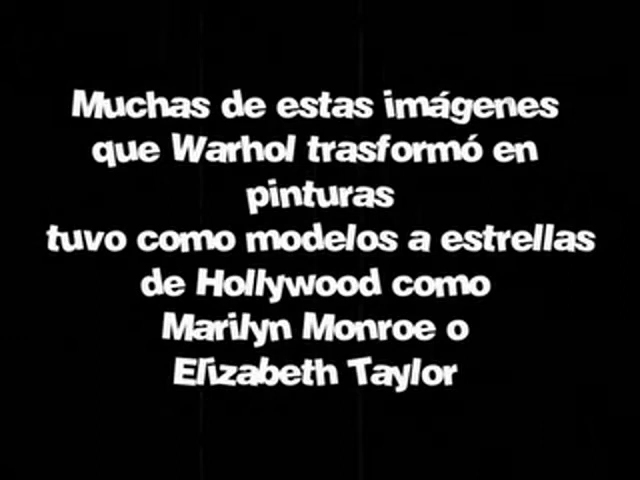 Muchas de estas imágenes
que Warhol trasformó en
pinturas
tuvo como modelos a estrellas
de Hollywood como
Marilyn Monroe o
Elizabeth Taylor